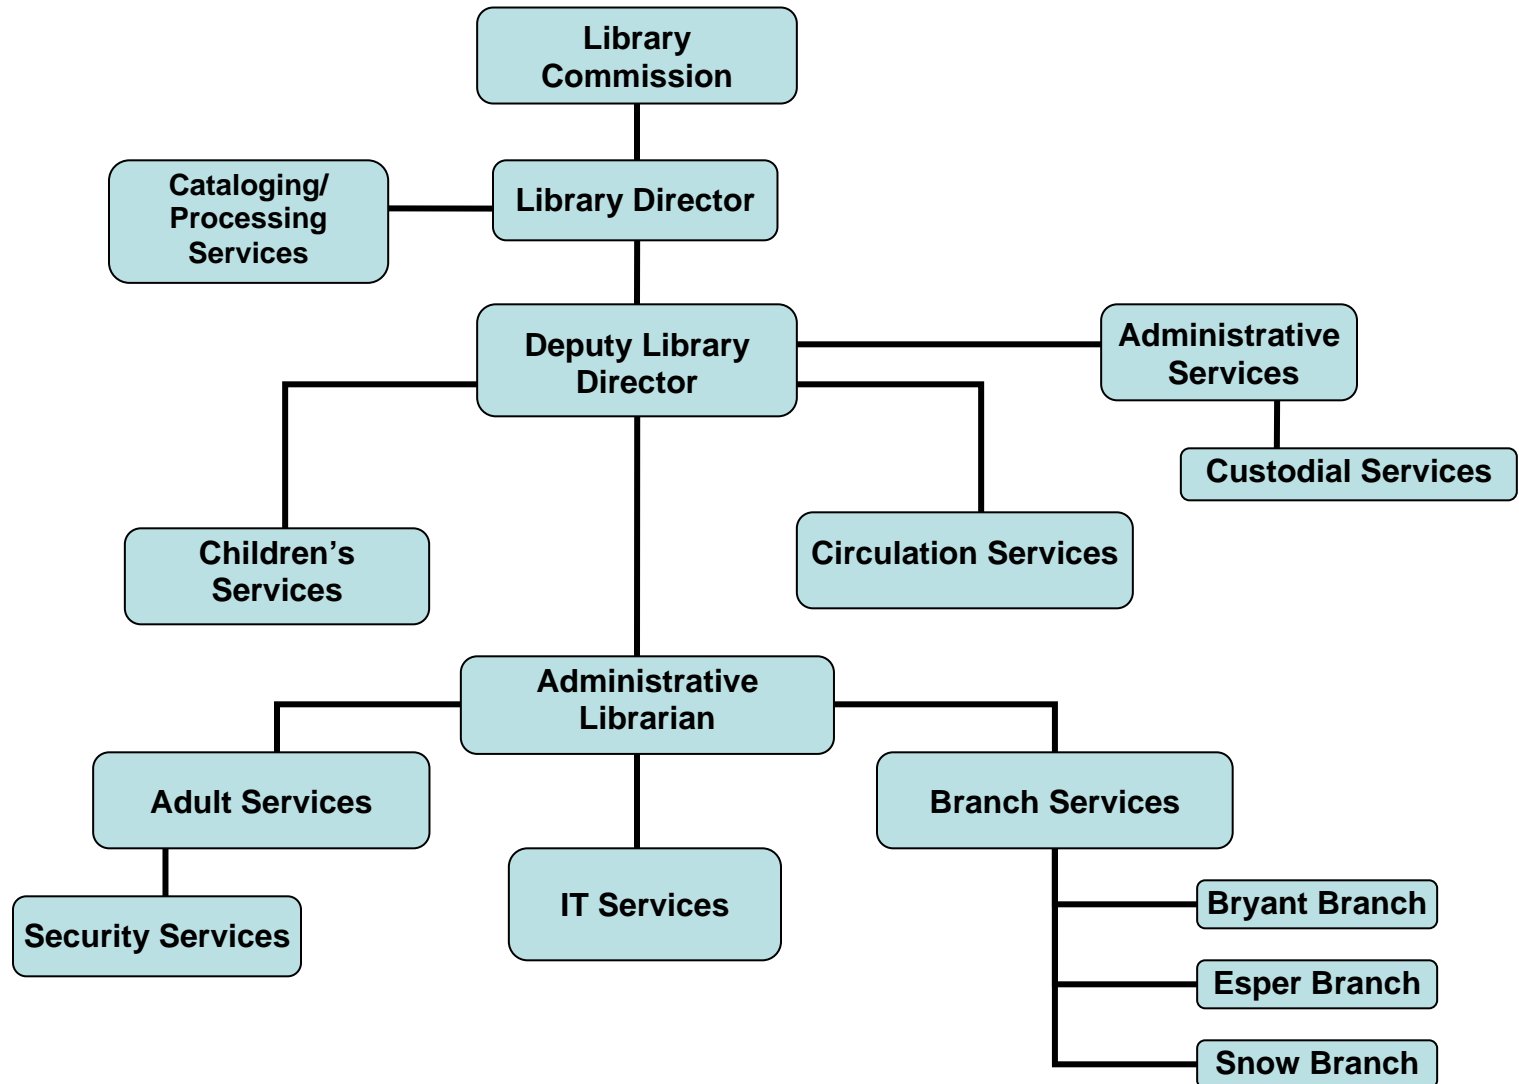 Library
Commission
Cataloging/
Processing
Services
Library Director
Deputy Library
Director
Administrative
Services
Custodial Services
Children’s
Services
Circulation Services
Administrative
Librarian
Adult Services
Branch Services
Security Services
IT Services
Bryant Branch
Esper Branch
Snow Branch